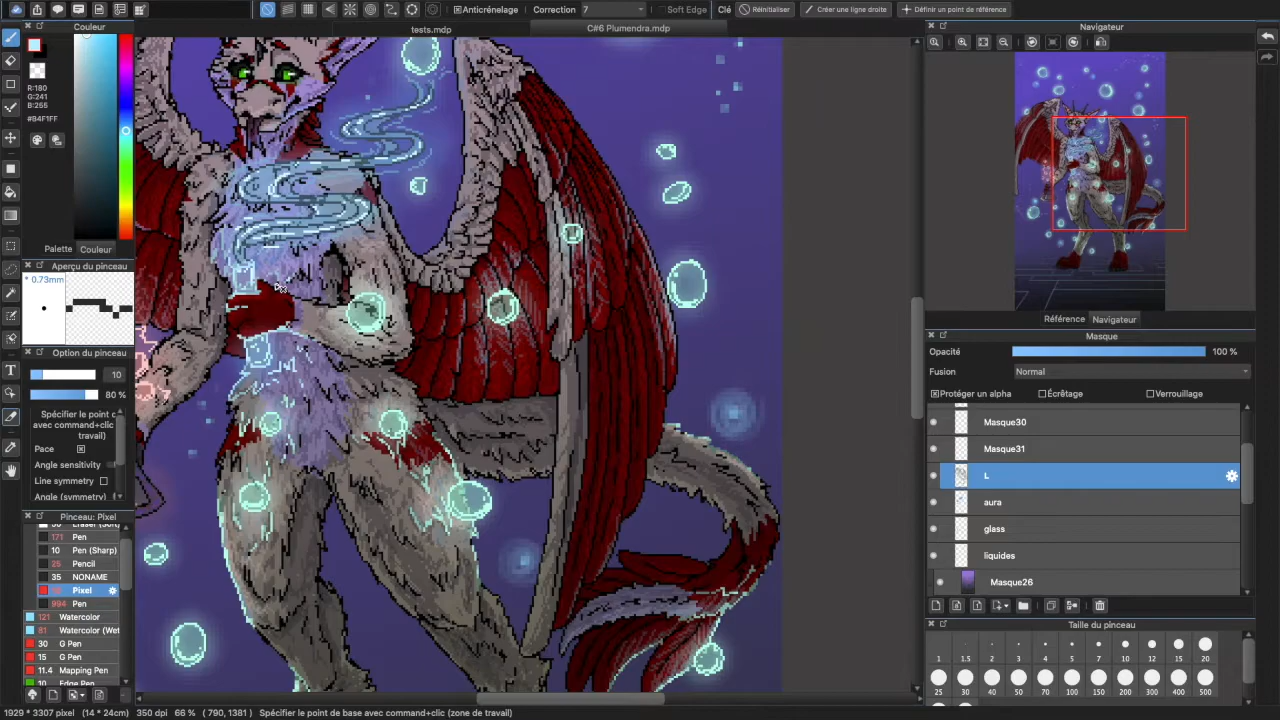 Anticrénelage
Correction 7
Soft Edge
Clé
Réinitialiser
Créer une ligne droite
Définir un point de référence
Couleur
tests.mdp
C#6 Plumendra.mdp
Navigateur
R:180
G:241
B:255
#B4F1FF
Palette
Couleur
Aperçu du pinceau
* 0.73mm
Option du pinceau
10
80 %
Spécifier le point c
avec command+clic (
travail)
Pace
Angle sensitivity
Line symmetry
Angle (symmetry)
Pinceau: Pixel
171 Pen
10 Pen (Sharp)
25 Pencil
35 NONAME
Pixel
994 Pen
121 Watercolor
81 Watercolor (Wet
30 G Pen
15 G Pen
11.4 Mapping Pen
10 Edge Pen
Référence
Navigateur
Masque
Opacité
100 %
Fusion
Normal
Protéger un alpha
Écrêtage
Verrouillage
Masque30
Masque31
L
aura
glass
liquides
Masque26
Taille du pinceau
1 1.5 2 3 4 5 7 10 12 15 20
25 30 40 50 70 100 150 200 300 400 500
1929 * 3307 pixel (14 * 24cm) 350 dpi 66 % ( 790, 1381 ) Spécifier le point de base avec command+clic (zone de travail)